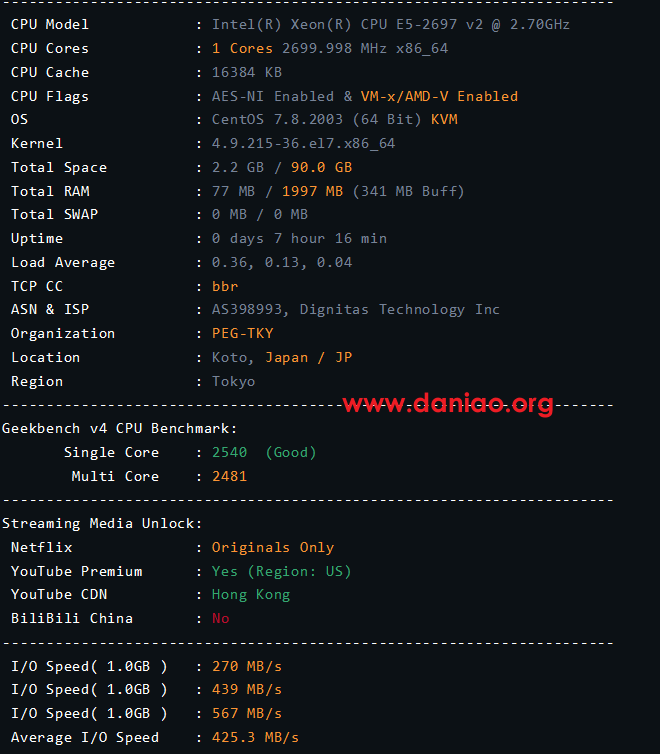 CPU Model : Intel(R) Xeon(R) CPU E5-2697 v2 @ 2.70GHz
CPU Cores : 1 Cores 2699.998 MHz x86_64
CPU Cache : 16384 KB
CPU Flags : AES-NI Enabled & VM-x/AMD-V Enabled
OS : CentOS 7.8.2003 (64 Bit) KVM
Kernel : 4.9.215-36.el7.x86_64
Total Space : 2.2 GB / 90.0 GB
Total RAM : 77 MB / 1997 MB (341 MB Buff)
Total SWAP : 0 MB / 0 MB
Uptime : 0 days 7 hour 16 min
Load Average : 0.36, 0.13, 0.04
TCP CC : bbr
ASN & ISP : AS398993, Dignitas Technology Inc
Organization : PEG-TKY
Location : Koto, Japan / JP
Region : Tokyo
www.daniao.org
Geekbench v4 CPU Benchmark:
Single Core : 2540 (Good)
Multi Core : 2481
Streaming Media Unlock:
Netflix : Originals Only
YouTube Premium : Yes (Region: US)
YouTube CDN : Hong Kong
BiliBili China : No
I/O Speed( 1.0GB ) : 270 MB/s
I/O Speed( 1.0GB ) : 439 MB/s
I/O Speed( 1.0GB ) : 567 MB/s
Average I/O Speed : 425.3 MB/s